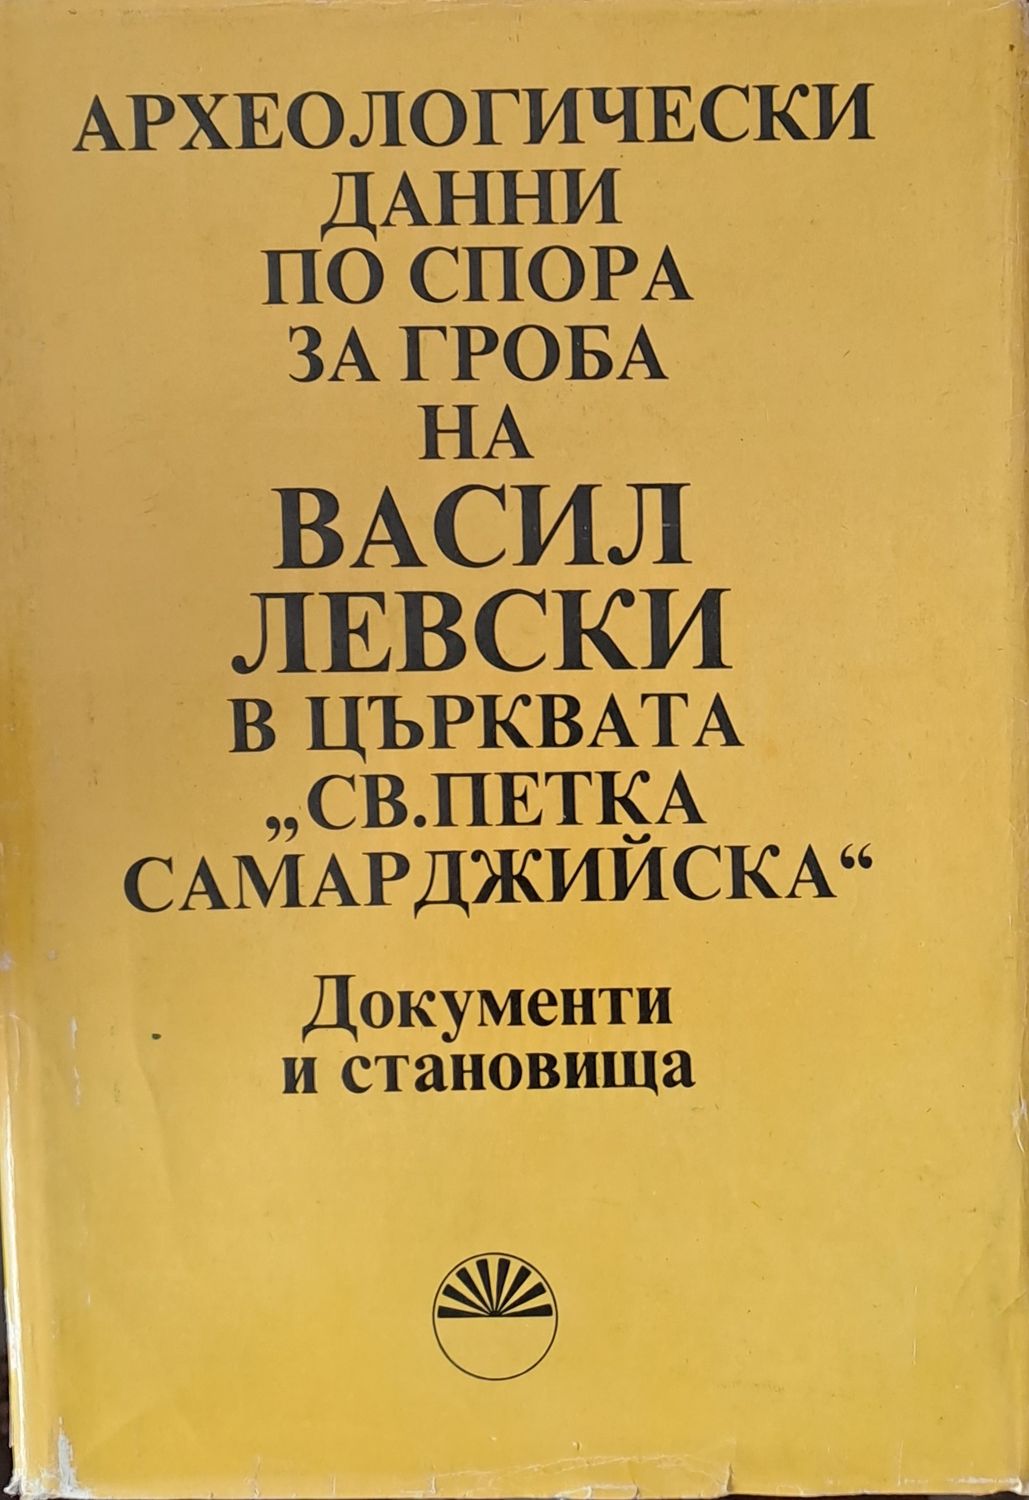 АРХЕОЛОГИЧЕСКИ
ДАННИ
ПО СПОРА
ЗА ГРОБА
НА
ВАСИЛ
ЛЕВСКИ
В ЦЪРКВАТА
„СВ.ПЕТКА
САМАРДЖИЙСКА“
Документи
и становища